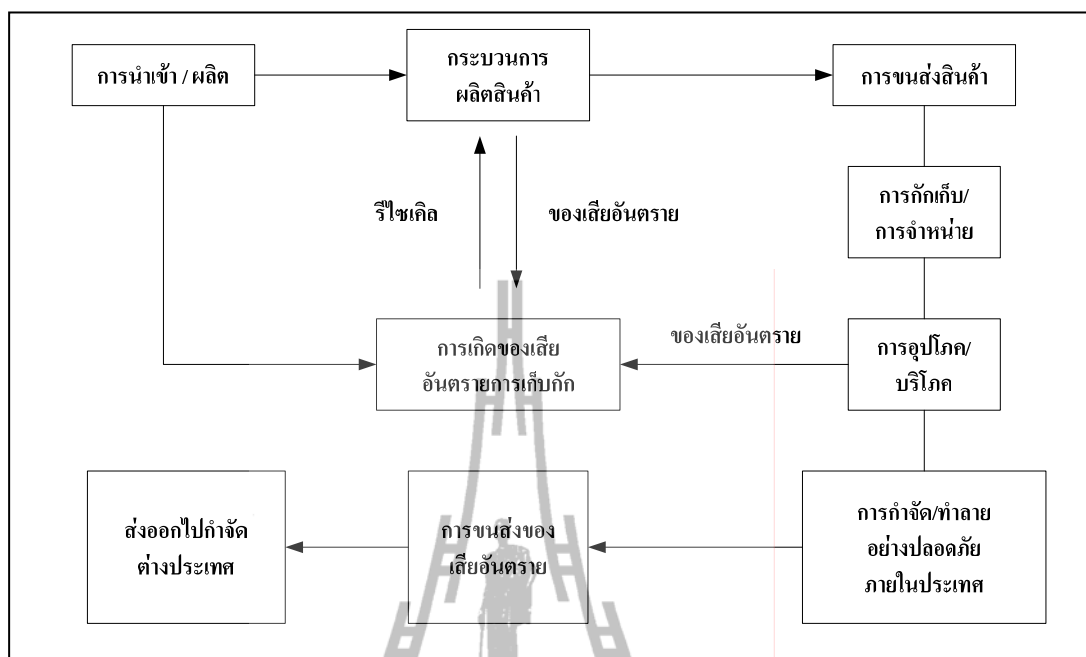 การนำเข้า / ผลิต
กระบวนการ
ผลิตสินค้า
การขนส่งสินค้า
การกักเก็บ/
การจำหน่าย
รีไซเคิล
ของเสียอันตราย
ของเสียอันตราย
การเกิดของเสีย
อันตรายการเก็บกัก
การอุปโภค/
บริโภค
ส่งออกไปกำจัด
ต่างประเทศ
การขนส่งของ
เสียอันตราย
การกำจัด/ทำลาย
อย่างปลอดภัย
ภายในประเทศ